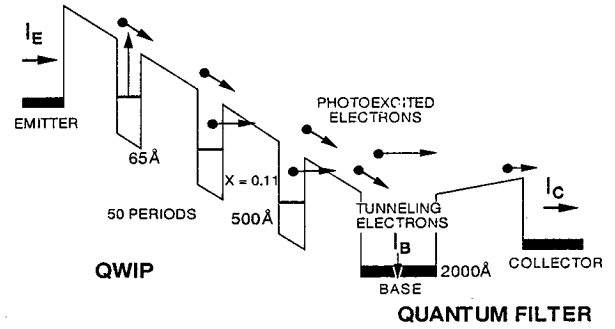 I_E
EMITTER
65Å
50 PERIODS
X = 0.11
500Å
PHOTOEXCITED
ELECTRONS
TUNNELING
ELECTRONS
I_B
2000Å
BASE
I_C
COLLECTOR
QWIP
QUANTUM FILTER